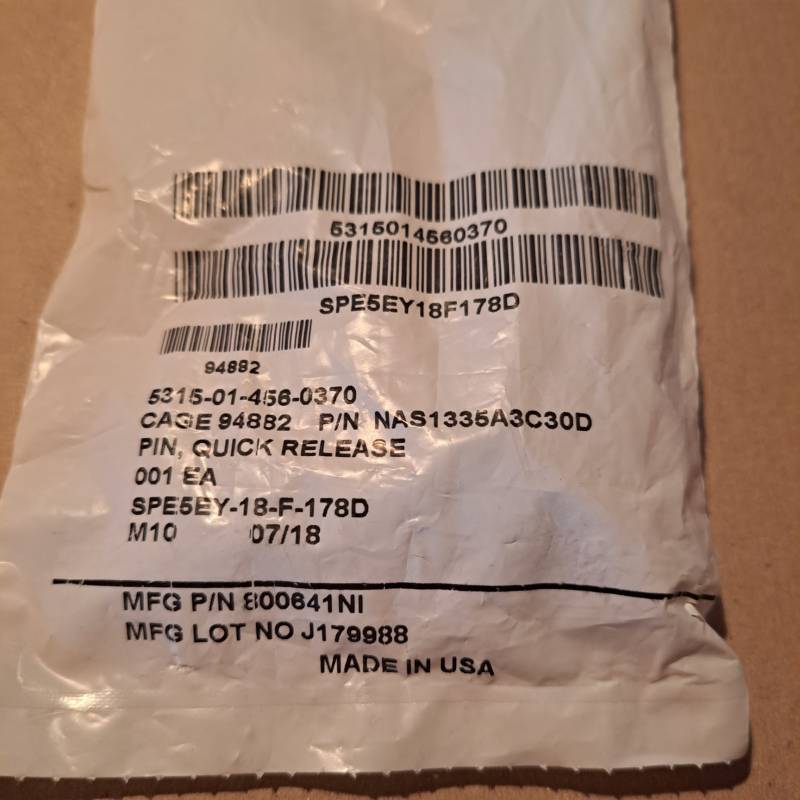 5315014560370
SPE5EY18F178D
94882
5315-01-456-0370
CAGE 94882 P/N NAS1335A3C30D
PIN, QUICK RELEASE
001 EA
SPE5EY-18-F-178D
M10 07/18
MFG P/N 800641NI
MFG LOT NO J179988
MADE IN USA